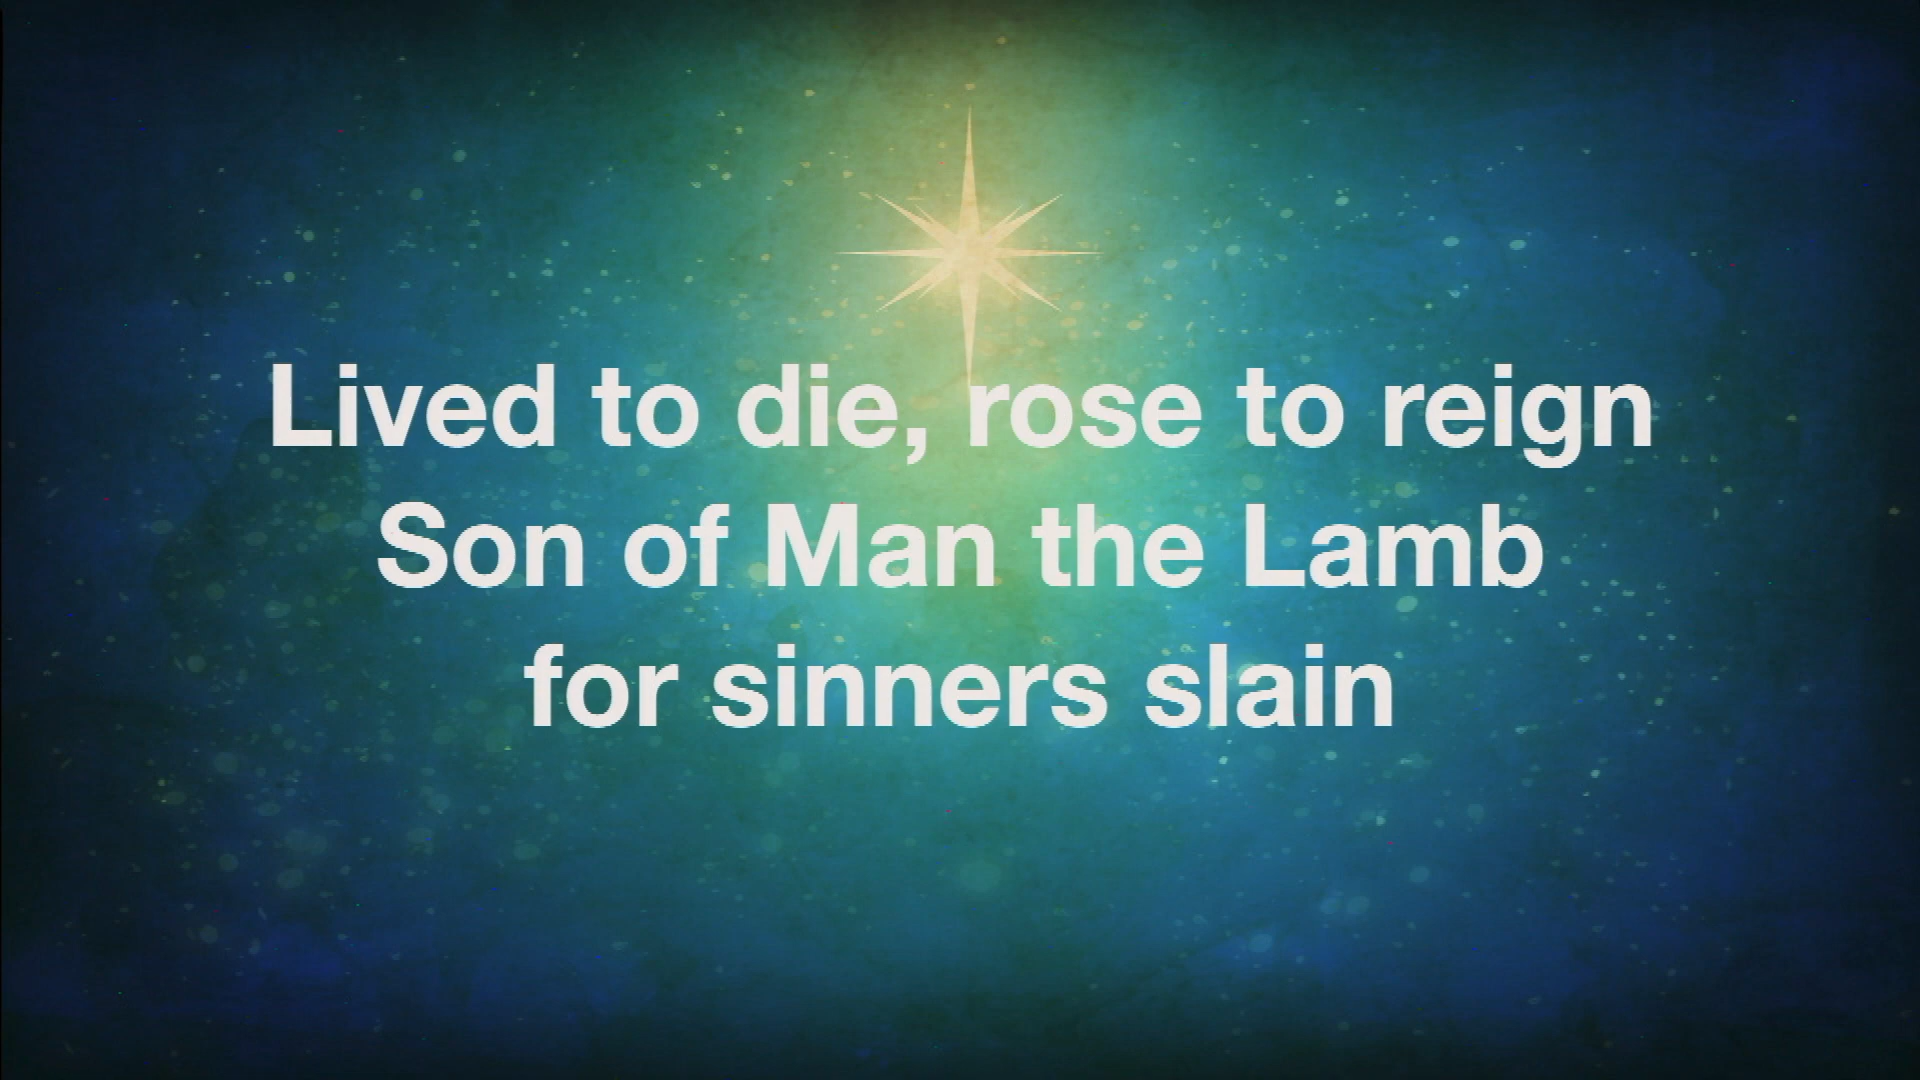 Lived to die, rose to reign
Son of Man the Lamb
for sinners slain